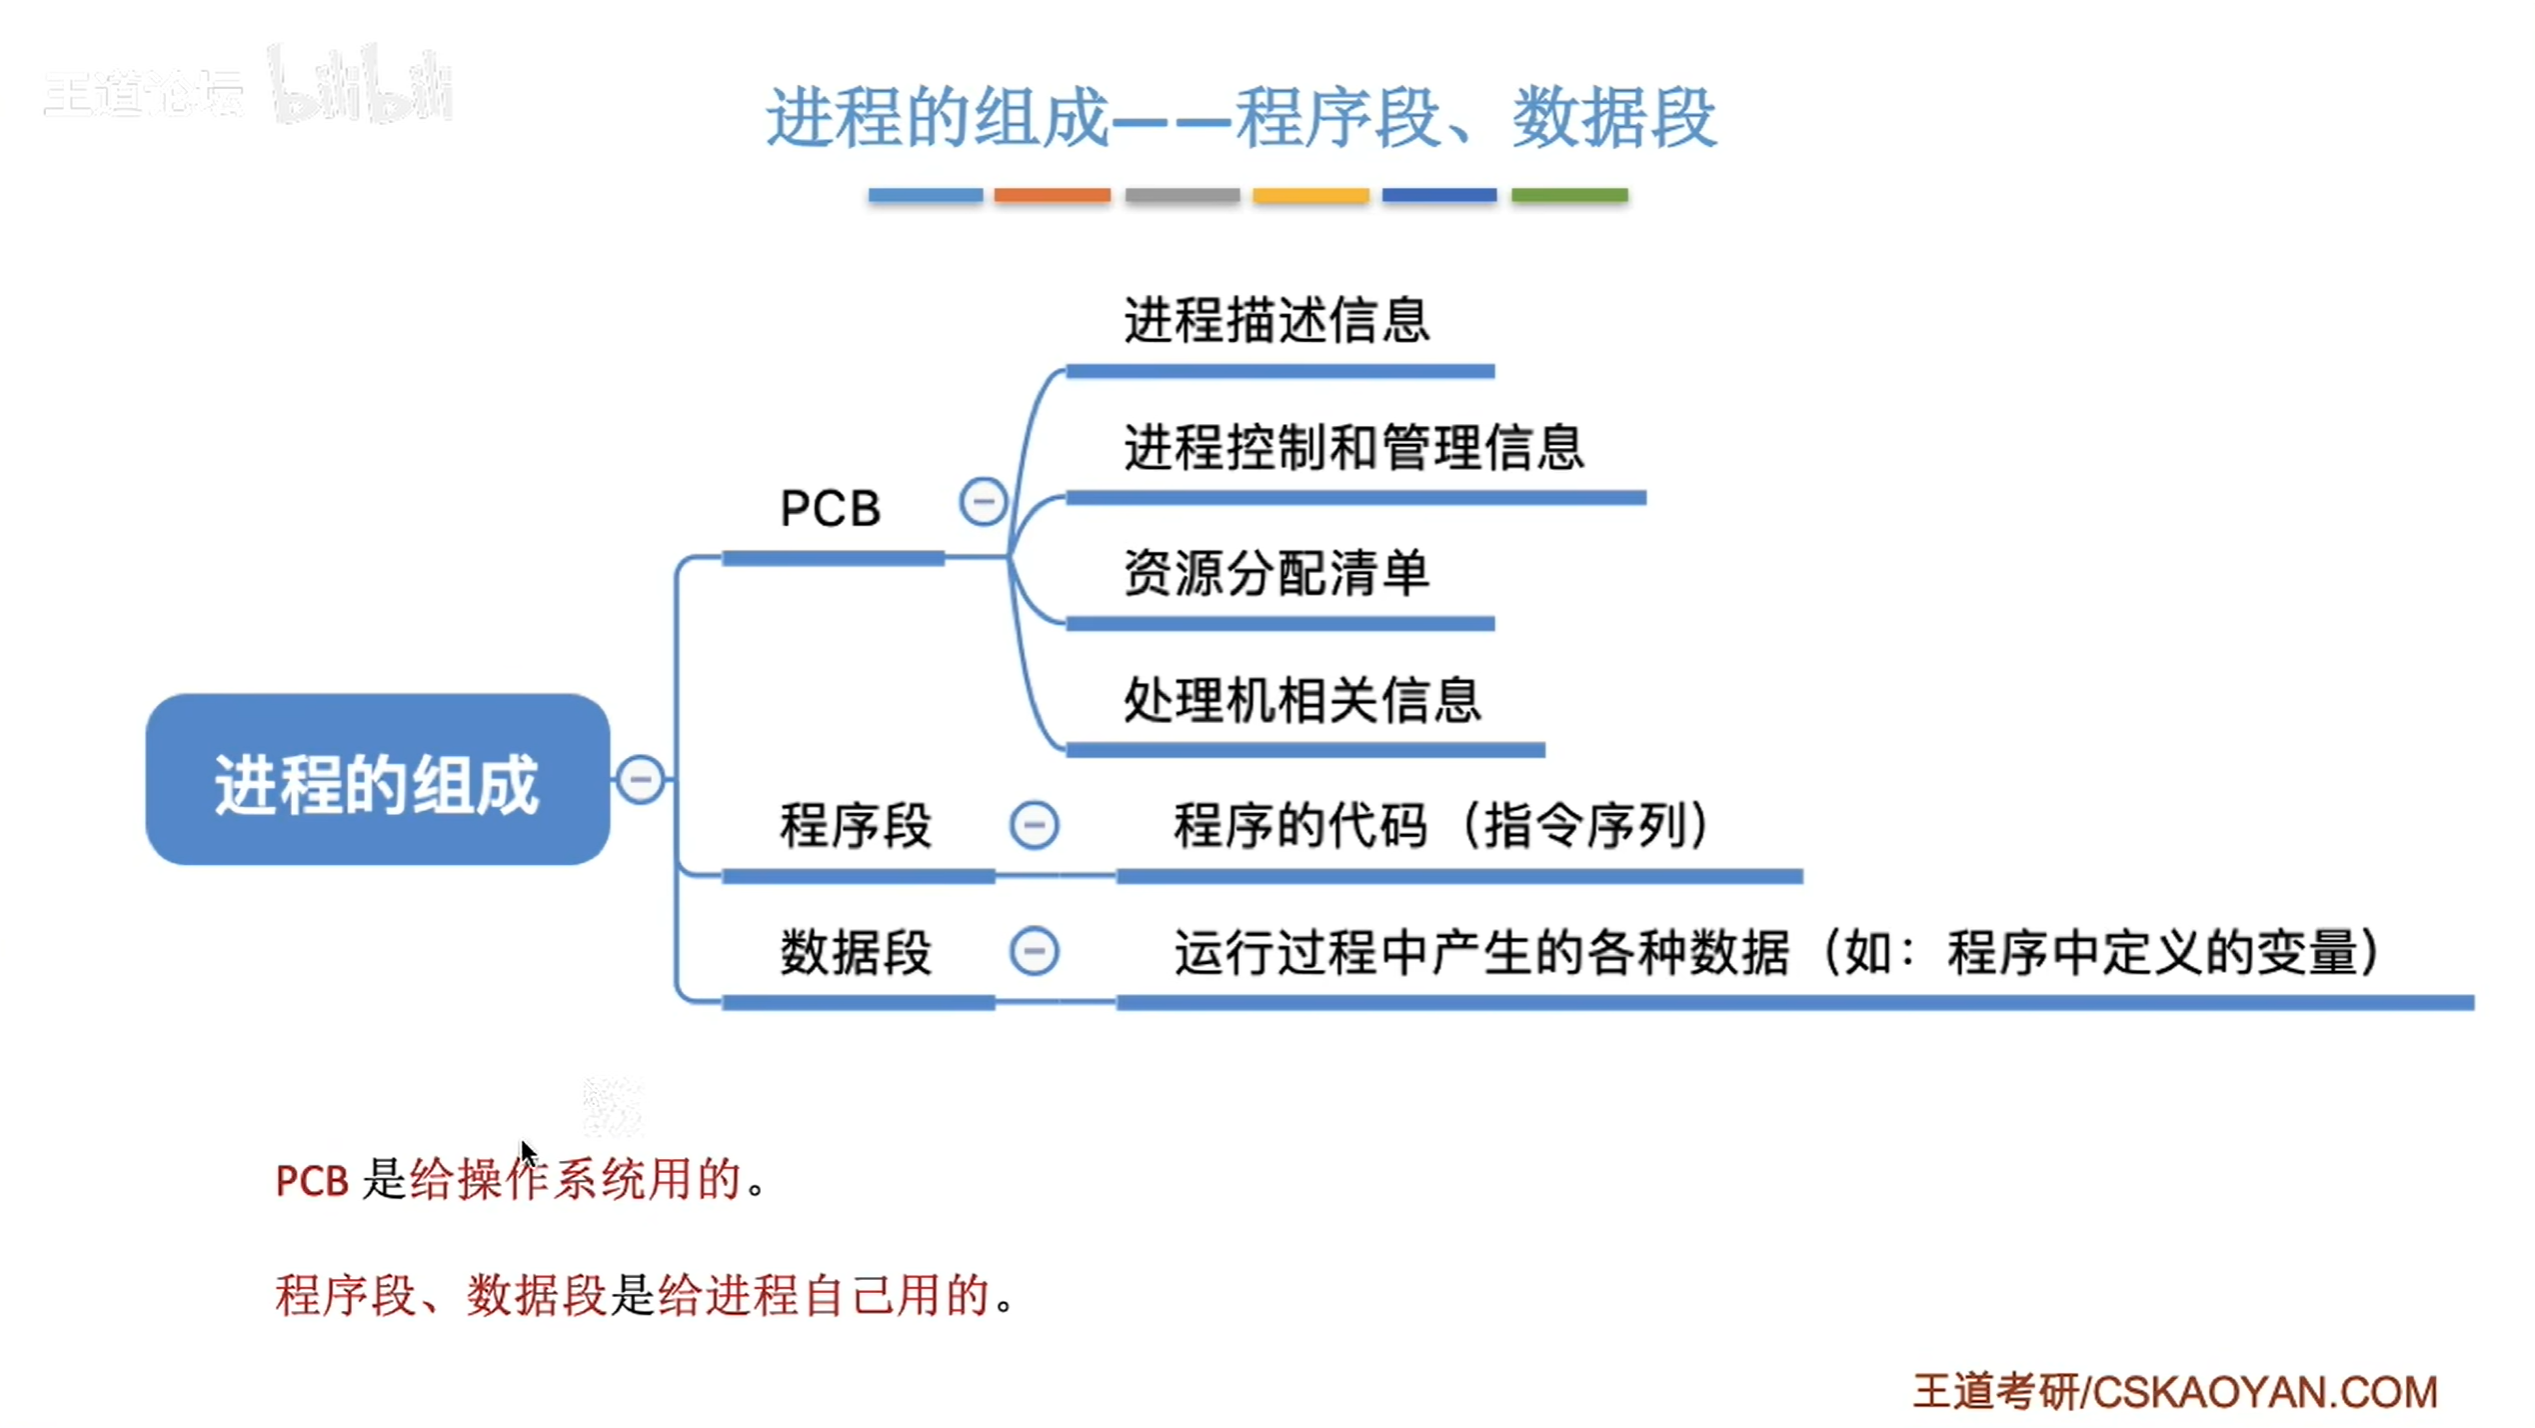 王道论坛 bilibili
进程的组成——程序段、数据段
进程描述信息
进程控制和管理信息
PCB
资源分配清单
处理机相关信息
进程的组成
程序段
程序的代码（指令序列）
数据段
运行过程中产生的各种数据（如：程序中定义的变量）
PCB 是给操作系统用的。
程序段、数据段是给进程自己用的。
王道考研/CSKAOYAN.COM